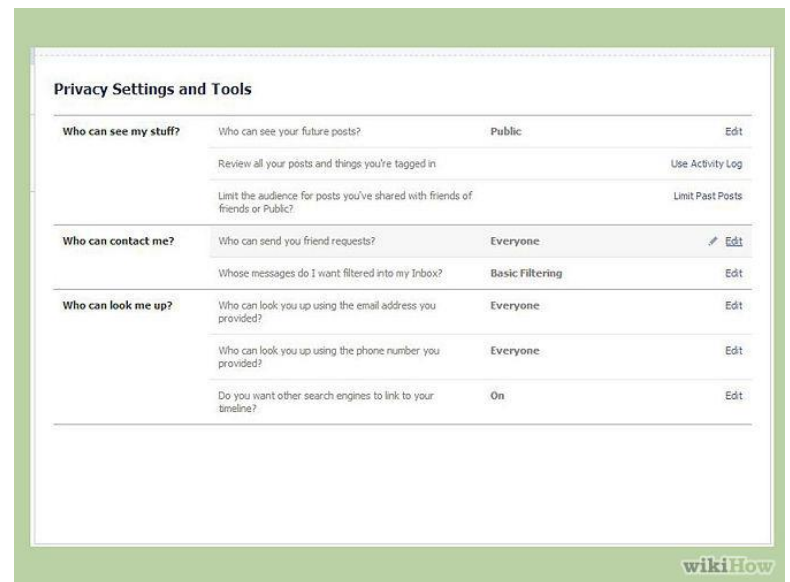 Privacy Settings and Tools
Who can see my stuff? Who can see your future posts? Public Edit
Review all your posts and things you're tagged in Use Activity Log
Limit the audience for posts you've shared with friends of
friends or Public? Limit Past Posts
Who can contact me? Who can send you friend requests? Everyone Edit
Whose messages do I want filtered into my Inbox? Basic Filtering Edit
Who can look me up? Who can look you up using the email address you
provided? Everyone Edit
Who can look you up using the phone number you
provided? Everyone Edit
Do you want other search engines to link to your
timeline? On Edit
wikiHow